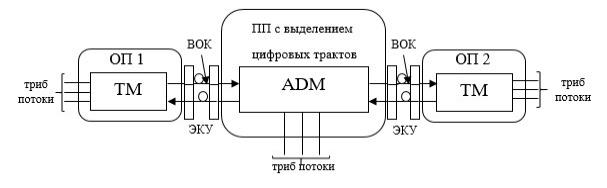 ПП с выделением
цифровых трактов
ОП 1
ВОК
ВОК
ОП 2
триб
потоки
ТМ
ADM
ТМ
триб
потоки
ЭКУ
ЭКУ
триб потоки